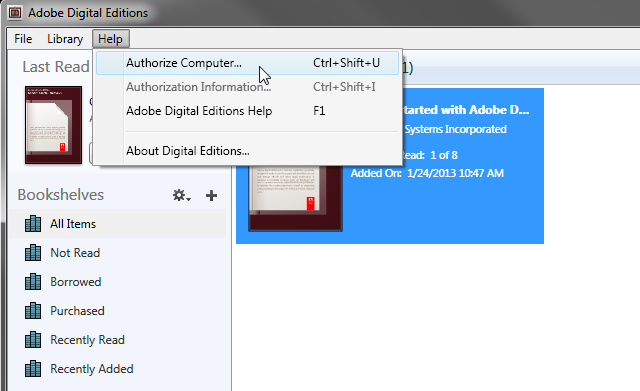 Adobe Digital Editions
File Library Help
Last Read
Authorize Computer... Ctrl+Shift+U
Authorization Information... Ctrl+Shift+I
Adobe Digital Editions Help F1
About Digital Editions...
1)
started with Adobe D...
Systems Incorporated
Read: 1 of 8
Added On: 1/24/2013 10:47 AM
Bookshelves
All Items
Not Read
Borrowed
Purchased
Recently Read
Recently Added